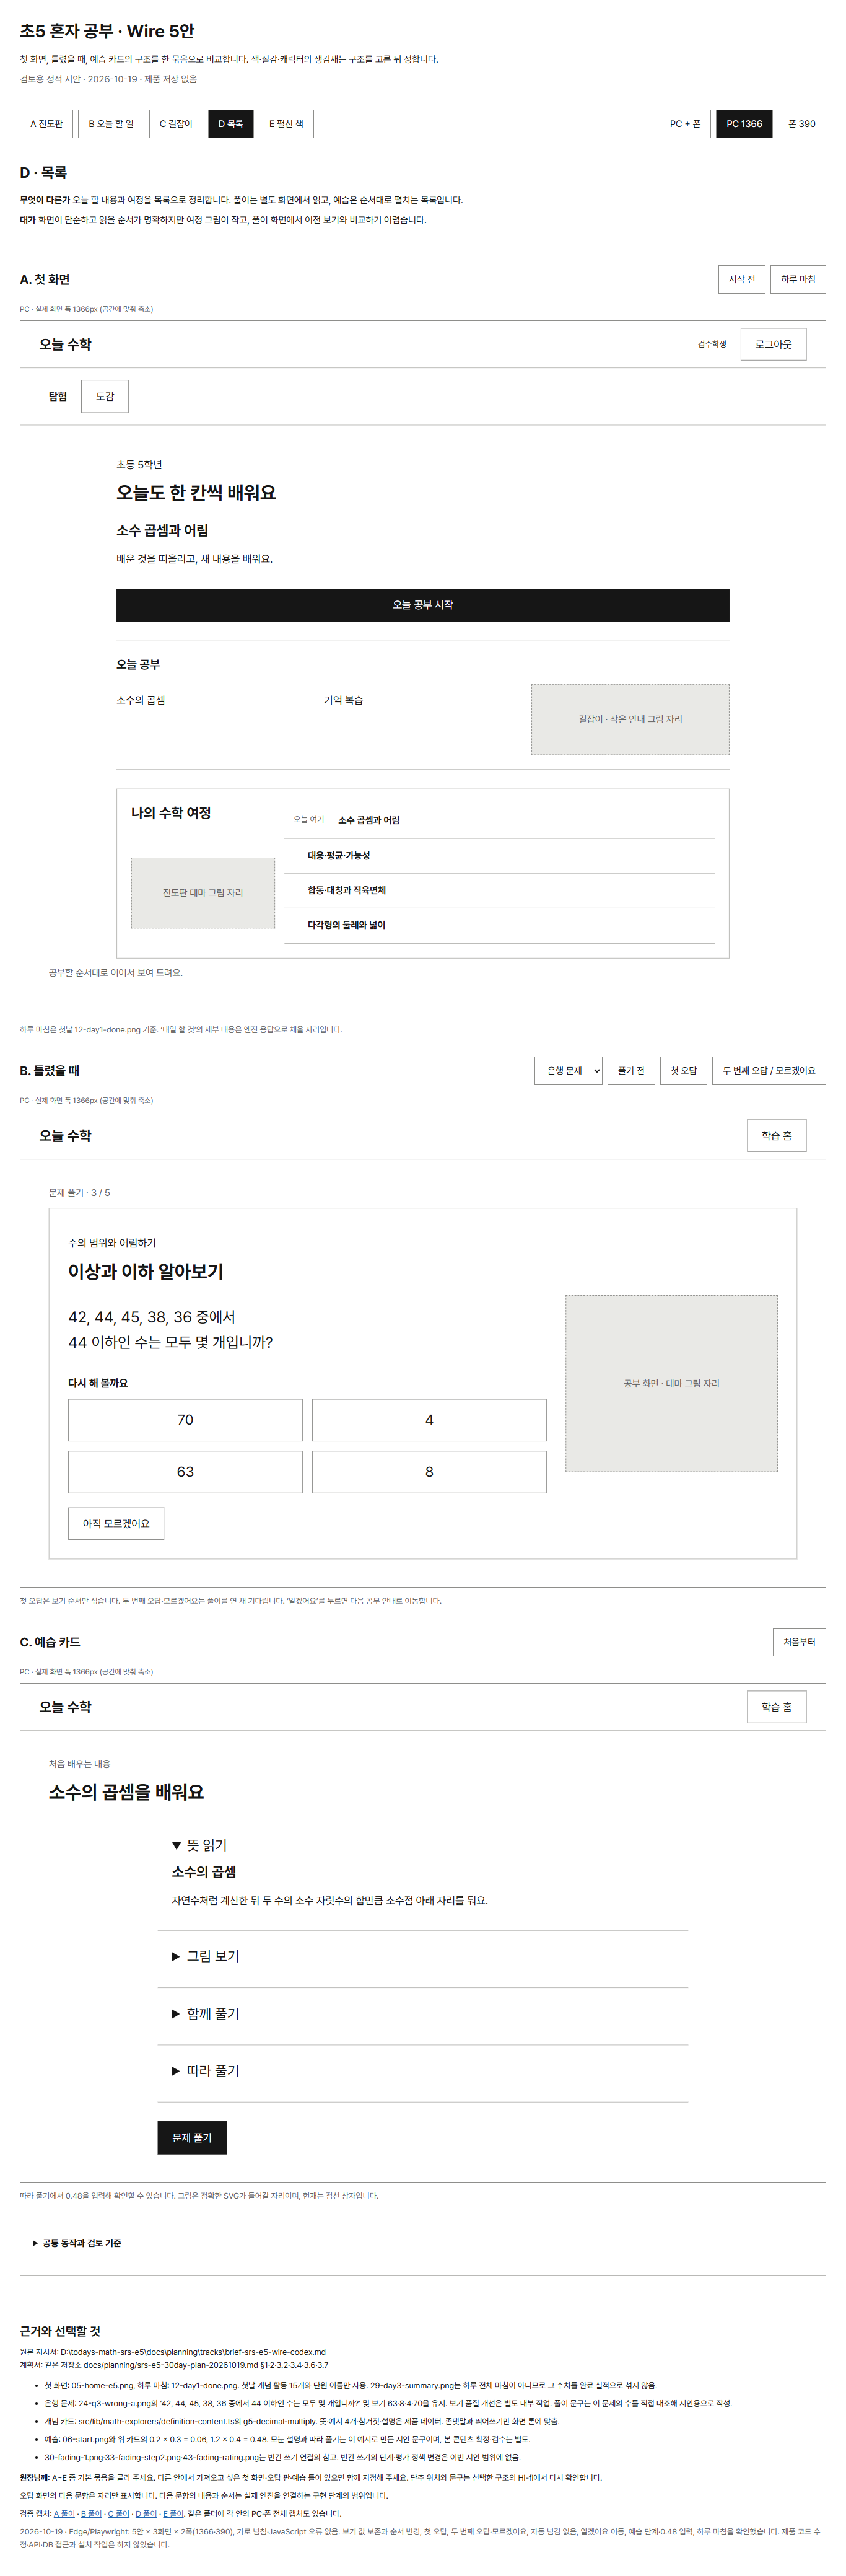 초5 혼자 공부 · Wire 5안
첫 화면, 틀렸을 때, 예습 카드의 구조를 한 묶음으로 비교합니다. 색·질감·캐릭터의 생김새는 구조를 고른 뒤 정합니다.
검토용 정적 시안 · 2026-10-19 · 제품 저장 없음
A 진도판
B 오늘 할 일
C 길잡이
D 목록
E 펼친 책
PC + 폰
PC 1366
폰 390
D · 목록
무엇이 다른가 오늘 할 내용과 여정을 목록으로 정리합니다. 풀이는 별도 화면에서 읽고, 예습은 순서대로 펼치는 목록입니다.
대가 화면이 단순하고 읽을 순서가 명확하지만 여정 그림이 작고, 풀이 화면에서 이전 보기와 비교하기 어렵습니다.
A. 첫 화면
시작 전
하루 마침
PC · 실제 화면 폭 1366px (공간에 맞춰 축소)
오늘 수학
검수학생
로그아웃
탐험
도감
초등 5학년
오늘도 한 칸씩 배워요
소수 곱셈과 어림
배운 것을 떠올리고, 새 내용을 배워요.
오늘 공부 시작
오늘 공부
소수의 곱셈
기억 복습
길잡이 · 작은 안내 그림 자리
나의 수학 여정
진도판 테마 그림 자리
오늘 여기
소수 곱셈과 어림
대응·평균·가능성
합동·대칭과 직육면체
다각형의 둘레와 넓이
공부할 순서대로 이어서 보여 드려요.
하루 마침은 첫날 12-day1-done.png 기준. '내일 할 것'의 세부 내용은 엔진 응답으로 채울 자리입니다.
B. 틀렸을 때
은행 문제
풀기 전
첫 오답
두 번째 오답 / 모르겠어요
PC · 실제 화면 폭 1366px (공간에 맞춰 축소)
오늘 수학
학습 홈
문제 풀기 · 3 / 5
수의 범위와 어림하기
이상과 이하 알아보기
42, 44, 45, 38, 36 중에서
44 이하인 수는 모두 몇 개입니까?
다시 해 볼까요
70
4
63
8
아직 모르겠어요
공부 화면 · 테마 그림 자리
첫 오답은 보기 순서만 섞습니다. 두 번째 오답·모르겠어요는 풀이를 연 채 기다립니다. '알겠어요'를 누르면 다음 공부 안내로 이동합니다.
C. 예습 카드
처음부터
PC · 실제 화면 폭 1366px (공간에 맞춰 축소)
오늘 수학
학습 홈
처음 배우는 내용
소수의 곱셈을 배워요
▼ 뜻 읽기
소수의 곱셈
자연수처럼 계산한 뒤 두 수의 소수 자릿수의 합만큼 소수점 아래 자리를 둬요.
▶ 그림 보기
▶ 함께 풀기
▶ 따라 풀기
문제 풀기
따라 풀기에서 0.48을 입력해 확인할 수 있습니다. 그림은 정확한 SVG가 들어갈 자리이며, 현재는 점선 상자입니다.
▶ 공통 동작과 검토 기준
근거와 선택할 것
원본 지시서: D:\todays-math-srs-e5\docs\planning\tracks\brief-srs-e5-wire-codex.md
계획서: 같은 저장소 docs/planning/srs-e5-30day-plan-20261019.md §1·2·3.2·3.4·3.6·3.7
• 첫 화면: 05-home-e5.png, 하루 마침: 12-day1-done.png. 첫날 개념 활동 15개와 단원 이름만 사용. 29-day3-summary.png는 하루 전체 마침이 아니므로 그 수치를 완료 실적으로 섞지 않음.
• 은행 문제: 24-q3-wrong-a.png의 '42, 44, 45, 38, 36 중에서 44 이하인 수는 모두 몇 개입니까?' 및 보기 63·8·4·70을 유지. 보기 품질 개선은 별도 내부 작업. 풀이 문구는 이 문제의 수를 직접 대조해 시안용으로 작성.
• 개념 카드: src/lib/math-explorers/definition-content.ts의 g5-decimal-multiply. 뜻·예시 4개·참거짓·설명은 제품 데이터. 존댓말과 띄어쓰기만 화면 톤에 맞춤.
• 예습: 06-start.png와 위 카드의 0.2 × 0.3 = 0.06, 1.2 × 0.4 = 0.48. 모눈 설명과 따라 풀기는 이 예시로 만든 시안 문구이며, 본 콘텐츠 확정·검수는 별도.
• 30-fading-1.png·33-fading-step2.png·43-fading-rating.png는 빈칸 쓰기 연결의 참고. 빈칸 쓰기의 단계·평가 정책 변경은 이번 시안 범위에 없음.
원장님께: A~E 중 기본 묶음을 골라 주세요. 다른 안에서 가져오고 싶은 첫 화면·오답 판·예습 틀이 있으면 함께 지정해 주세요. 단추 위치와 문구는 선택한 구조의 Hi-fi에서 다시 확인합니다.
오답 화면의 다음 문항은 자리만 표시합니다. 다음 문항의 내용과 순서는 실제 엔진을 연결하는 구현 단계의 범위입니다.
검증 캡처: A 풀이 · B 풀이 · C 풀이 · D 풀이 · E 풀이. 같은 폴더에 각 안의 PC·폰 전체 캡처도 있습니다.
2026-10-19 · Edge/Playwright: 5안 × 3화면 × 2폭(1366·390), 가로 넘침·JavaScript 오류 없음. 보기 값 보존과 순서 변경, 첫 오답, 두 번째 오답·모르겠어요, 자동 넘김 없음, 알겠어요 이동, 예습 단계·0.48 입력, 하루 마침을 확인했습니다. 제품 코드 수
정·API·DB 접근과 설치 작업은 하지 않았습니다.